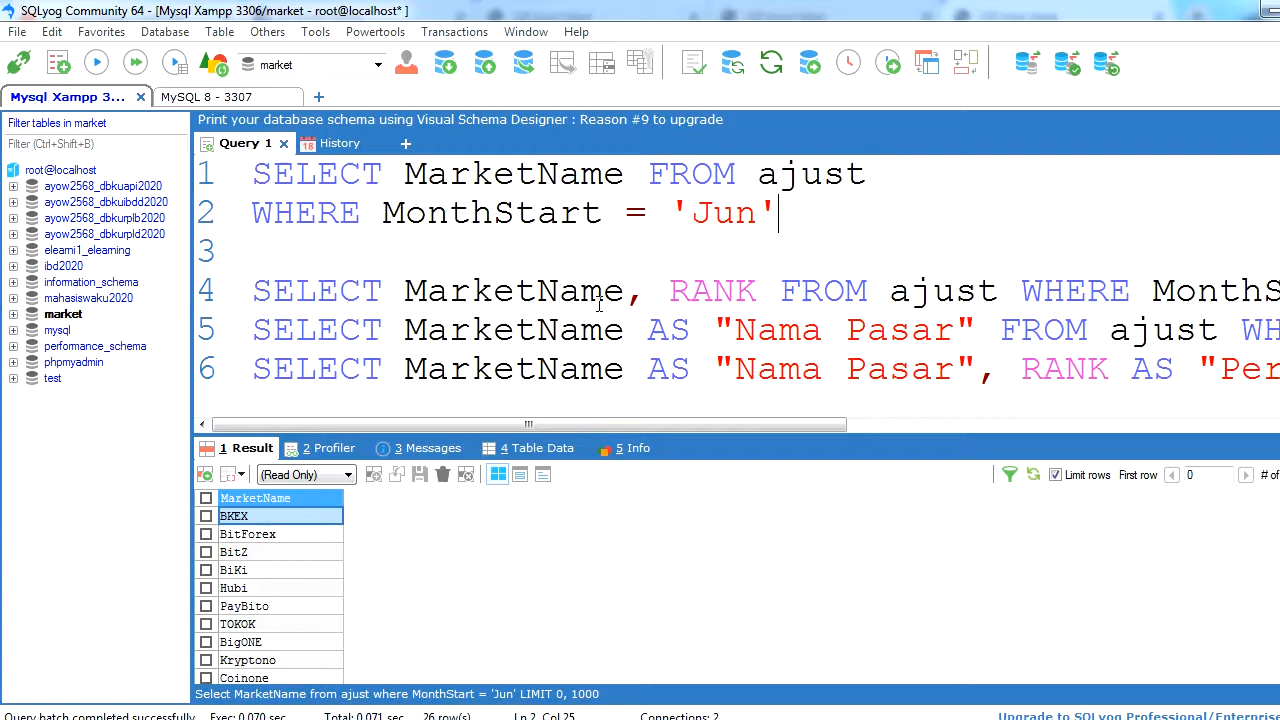 SQLyog Community 64 - [Mysql Xampp 3306/market - root@localhost* ]
File Edit Favorites Database Table Others Tools Powertools Transactions Window Help
market
Mysql Xampp 3... MySQL 8 - 3307
Filter tables in market
Filter (Ctrl+Shift+B)
root@localhost
ayow2568_dbkuapi2020
ayow2568_dbkuibdd2020
ayow2568_dbkurplb2020
ayow2568_dbkurpld2020
elearni1_elearning
ibd2020
information_schema
mahasiswaku2020
market
mysql
performance_schema
phpmyadmin
test
Print your database schema using Visual Schema Designer : Reason #9 to upgrade
Query 1 18 History
1 SELECT MarketName FROM ajust
2 WHERE MonthStart = 'Jun'
3
4 SELECT MarketName, RANK FROM ajust WHERE MonthS
5 SELECT MarketName AS "Nama Pasar" FROM ajust WH
6 SELECT MarketName AS "Nama Pasar", RANK AS "Per
1 Result 2 Profiler 3 Messages 4 Table Data 5 Info
(Read Only) Limit rows First row 0 # of
MarketName
BKEX
BitForex
BitZ
BiKi
Hubi
PayBito
TOKOK
BigONE
Kryptono
Coinone
Select MarketName from ajust where MonthStart = 'Jun' LIMIT 0, 1000
Query batch completed successfully Exec: 0.070 sec Total: 0.071 sec 26 row(s) Ln 2, Col 25 Connections: 2 Upgrade to SQLyog Professional/Enterprise